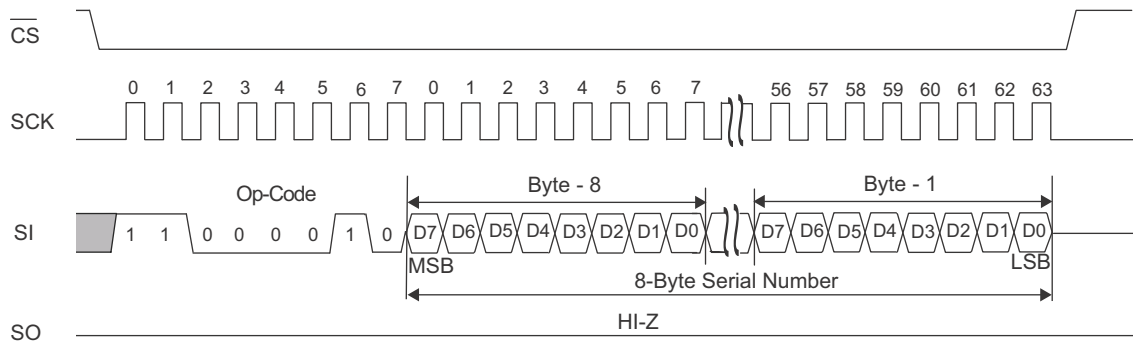 CS
0 1 2 3 4 5 6 7 0 1 2 3 4 5 6 7 56 57 58 59 60 61 62 63
SCK
Op-Code Byte - 8 Byte - 1
SI 1 1 0 0 0 0 1 0 D7 D6 D5 D4 D3 D2 D1 D0 D7 D6 D5 D4 D3 D2 D1 D0
MSB LSB
8-Byte Serial Number
HI-Z
SO